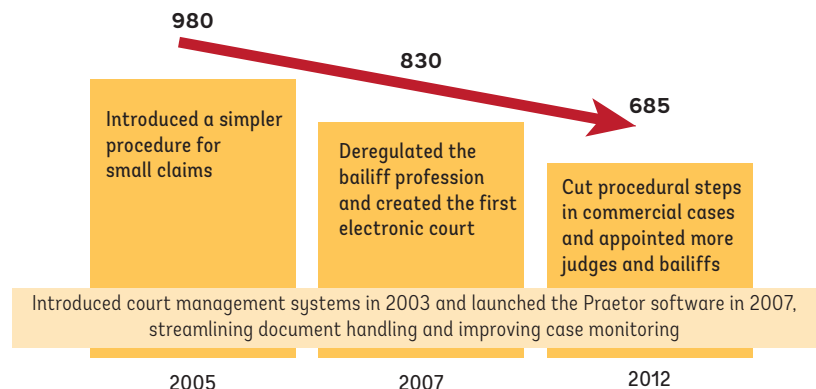 980
830
685
Introduced a simpler
procedure for
small claims
Deregulated the
bailiff profession
and created the first
electronic court
Cut procedural steps
in commercial cases
and appointed more
judges and bailiffs
Introduced court management systems in 2003 and launched the Praetor software in 2007,
streamlining document handling and improving case monitoring
2005
2007
2012